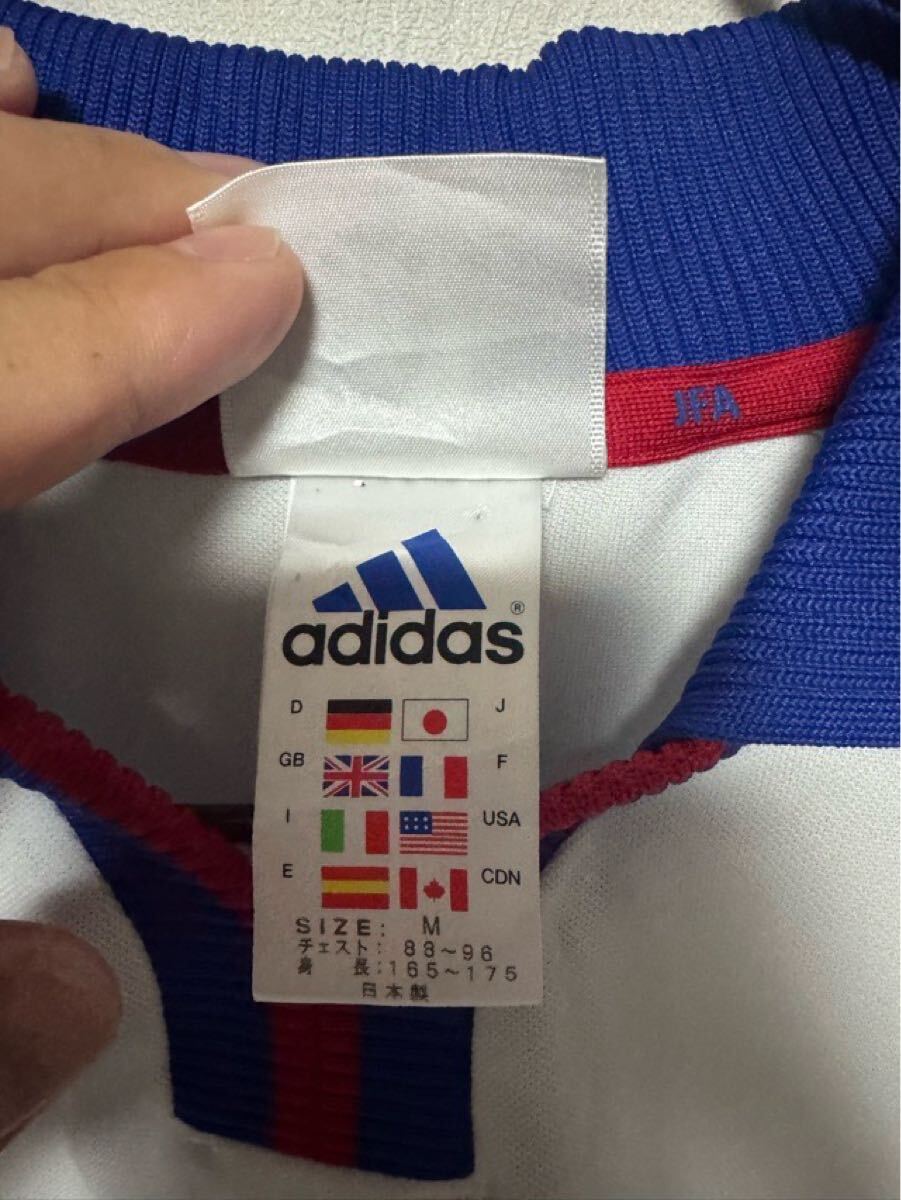 JFA
adidas®
D J
GB F
I USA
E CDN
SIZE: M
チェスト: 88~96
身 長:165~175
日本製